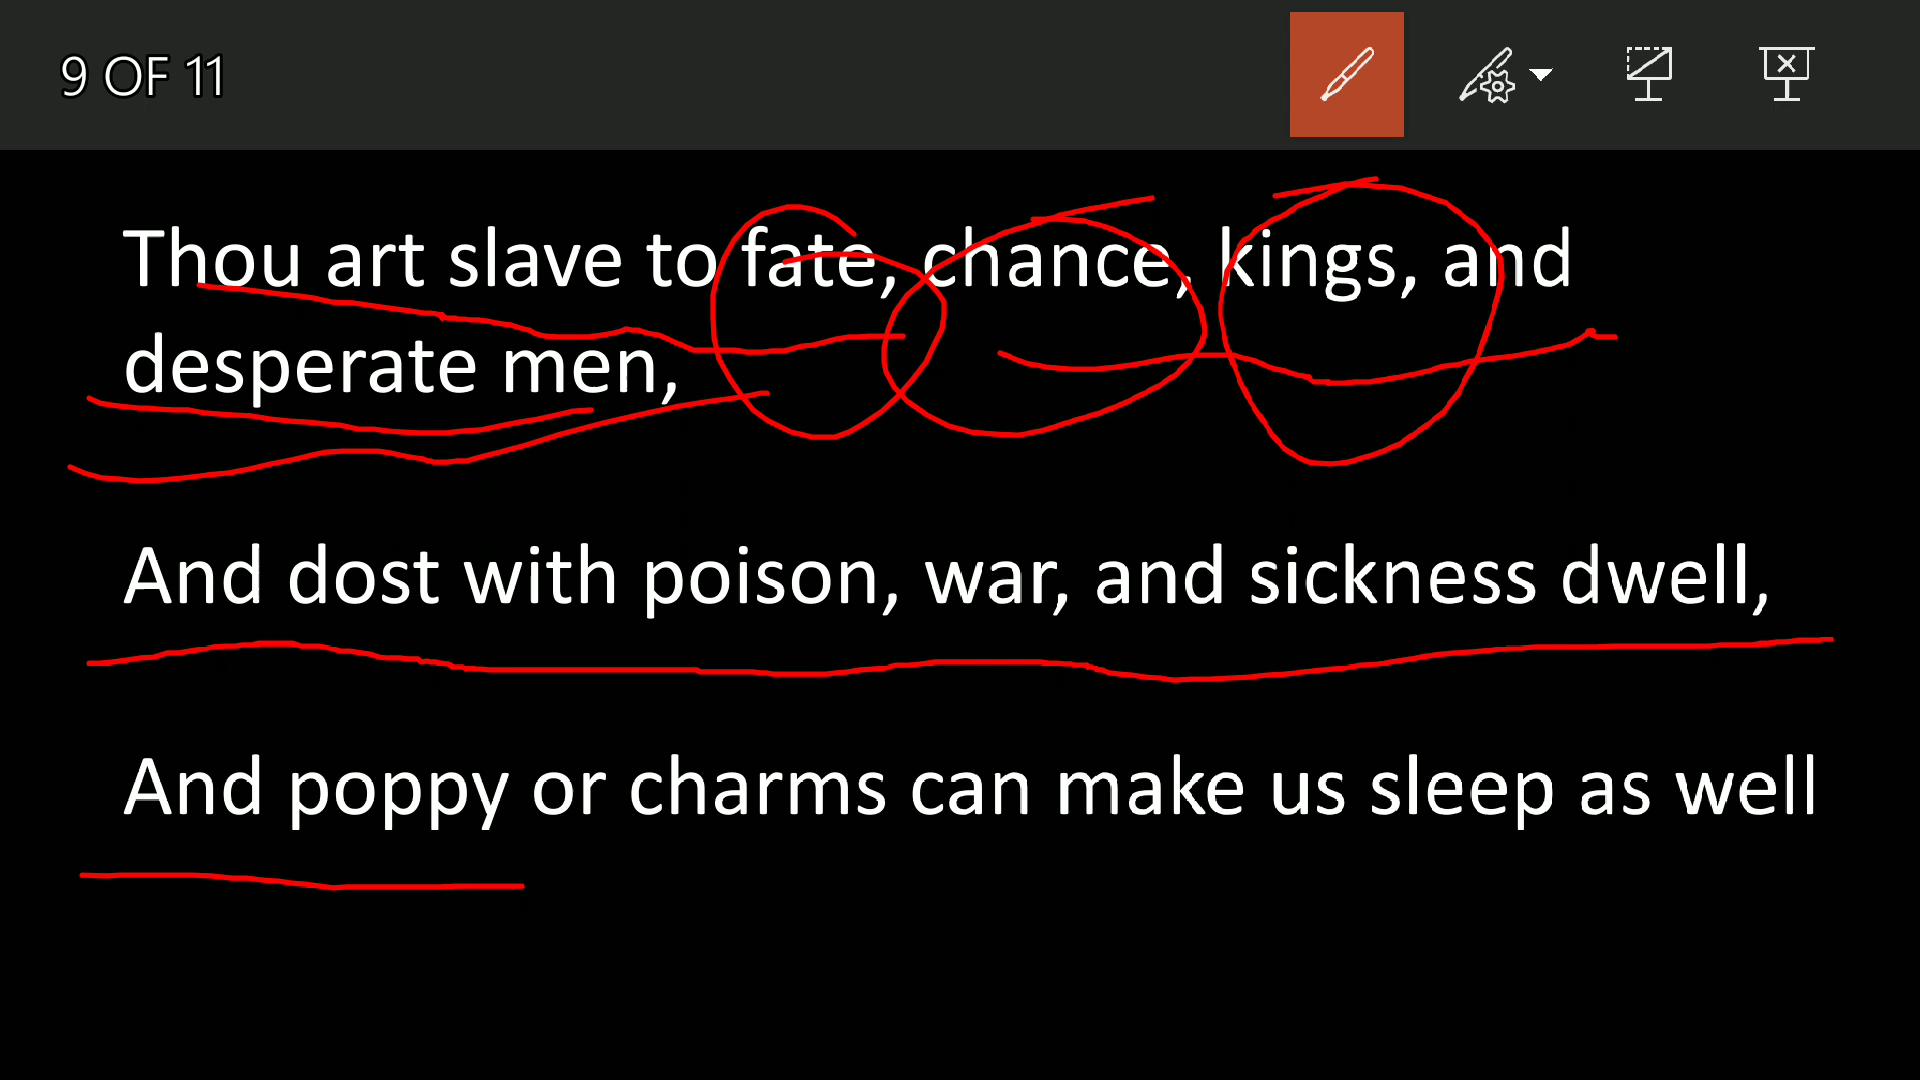 9 OF 11
Thou art slave to fate, chance, kings, and
desperate men,
And dost with poison, war, and sickness dwell,
And poppy or charms can make us sleep as well